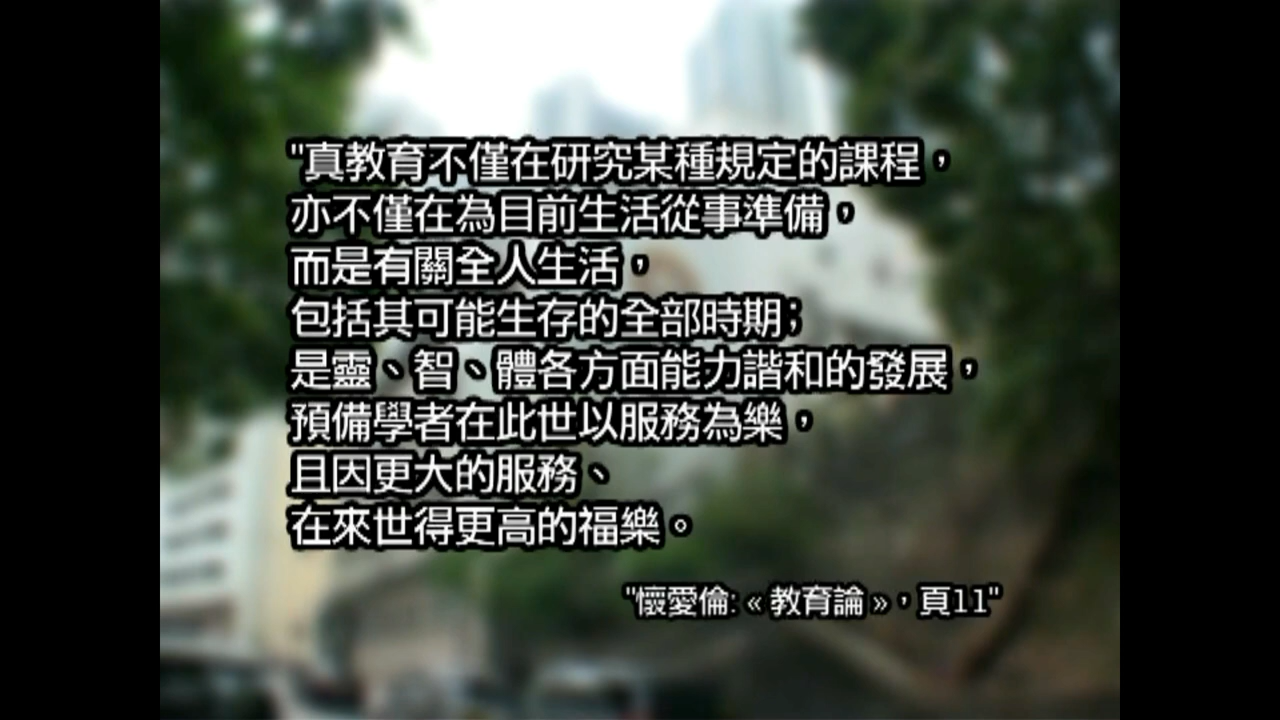 "真教育不僅在研究某種規定的課程，
亦不僅在為目前生活從事準備，
而是有關全人生活，
包括其可能生存的全部時期;
是靈、智、體各方面能力諧和的發展，
預備學者在此世以服務為樂，
且因更大的服務、
在來世得更高的福樂。
"懷愛倫: « 教育論 »，頁11"